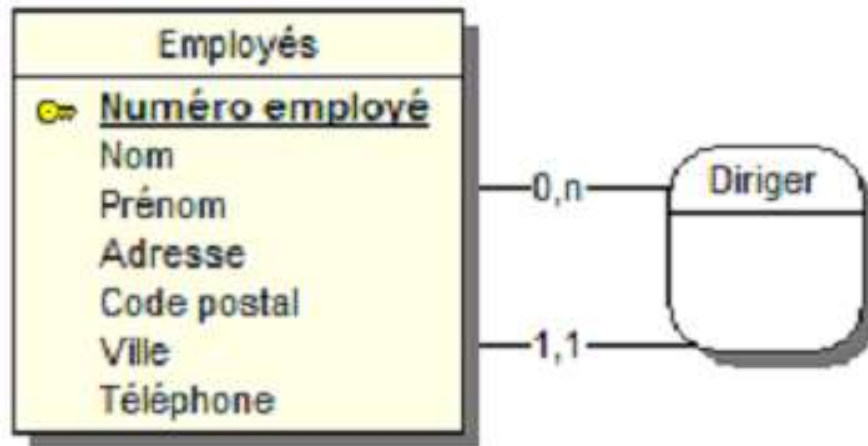 Employés
Numéro employé
Nom
Prénom
Adresse
Code postal
Ville
Téléphone
0,n
Diriger
1,1